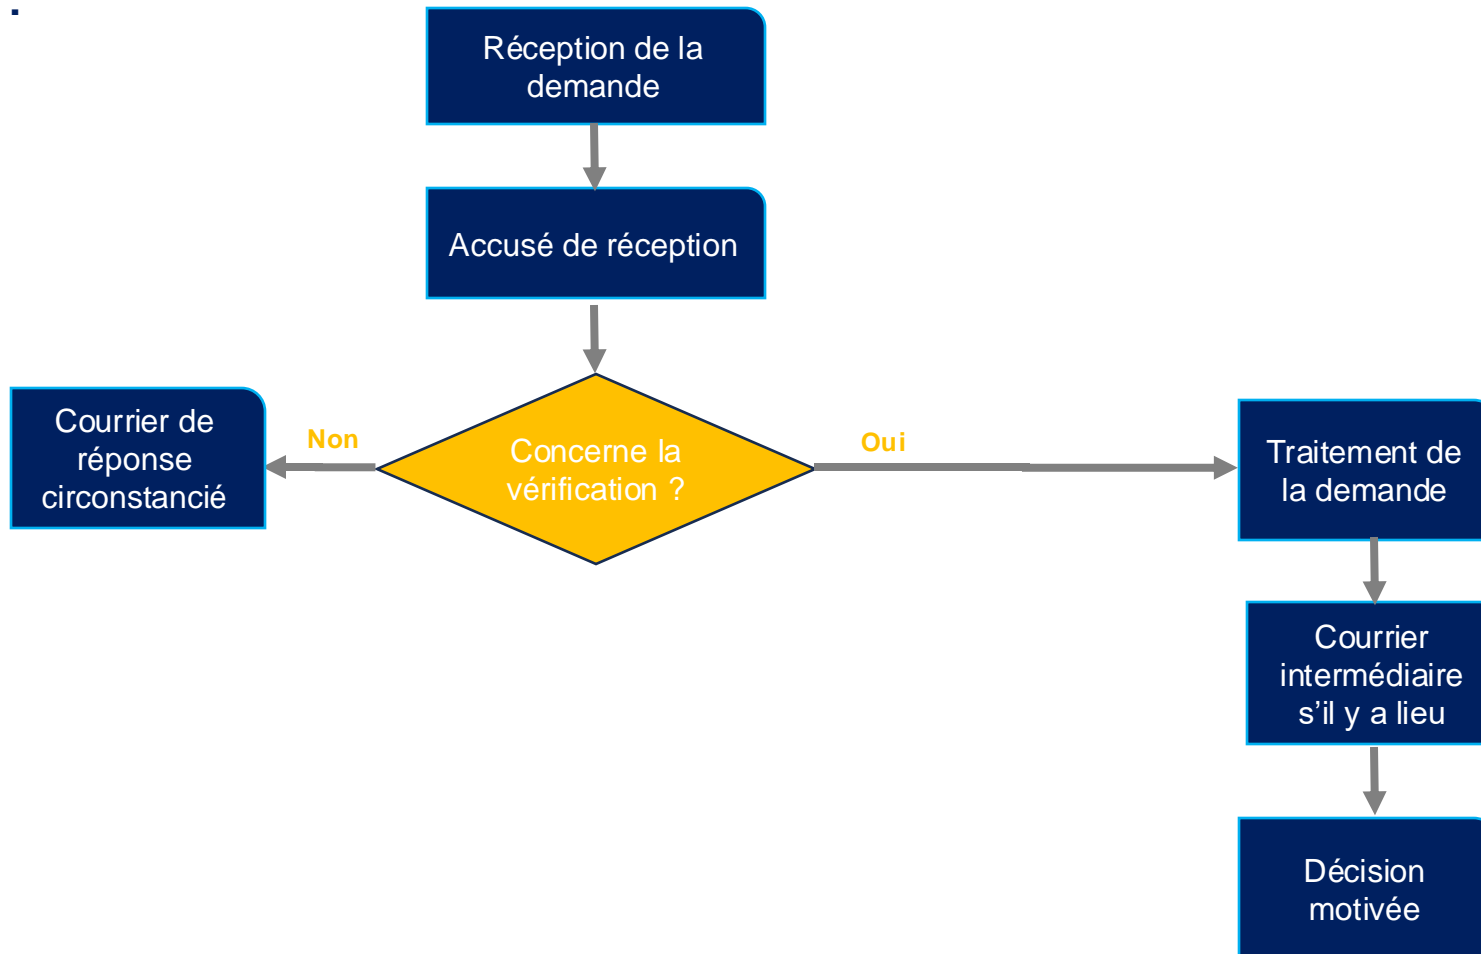 Réception de la
demande
Accusé de réception
Concerne la
vérification ?
Non
Courrier de
réponse
circonstancié
Oui
Traitement de
la demande
Courrier
intermédiaire
s’il y a lieu
Décision
motivée